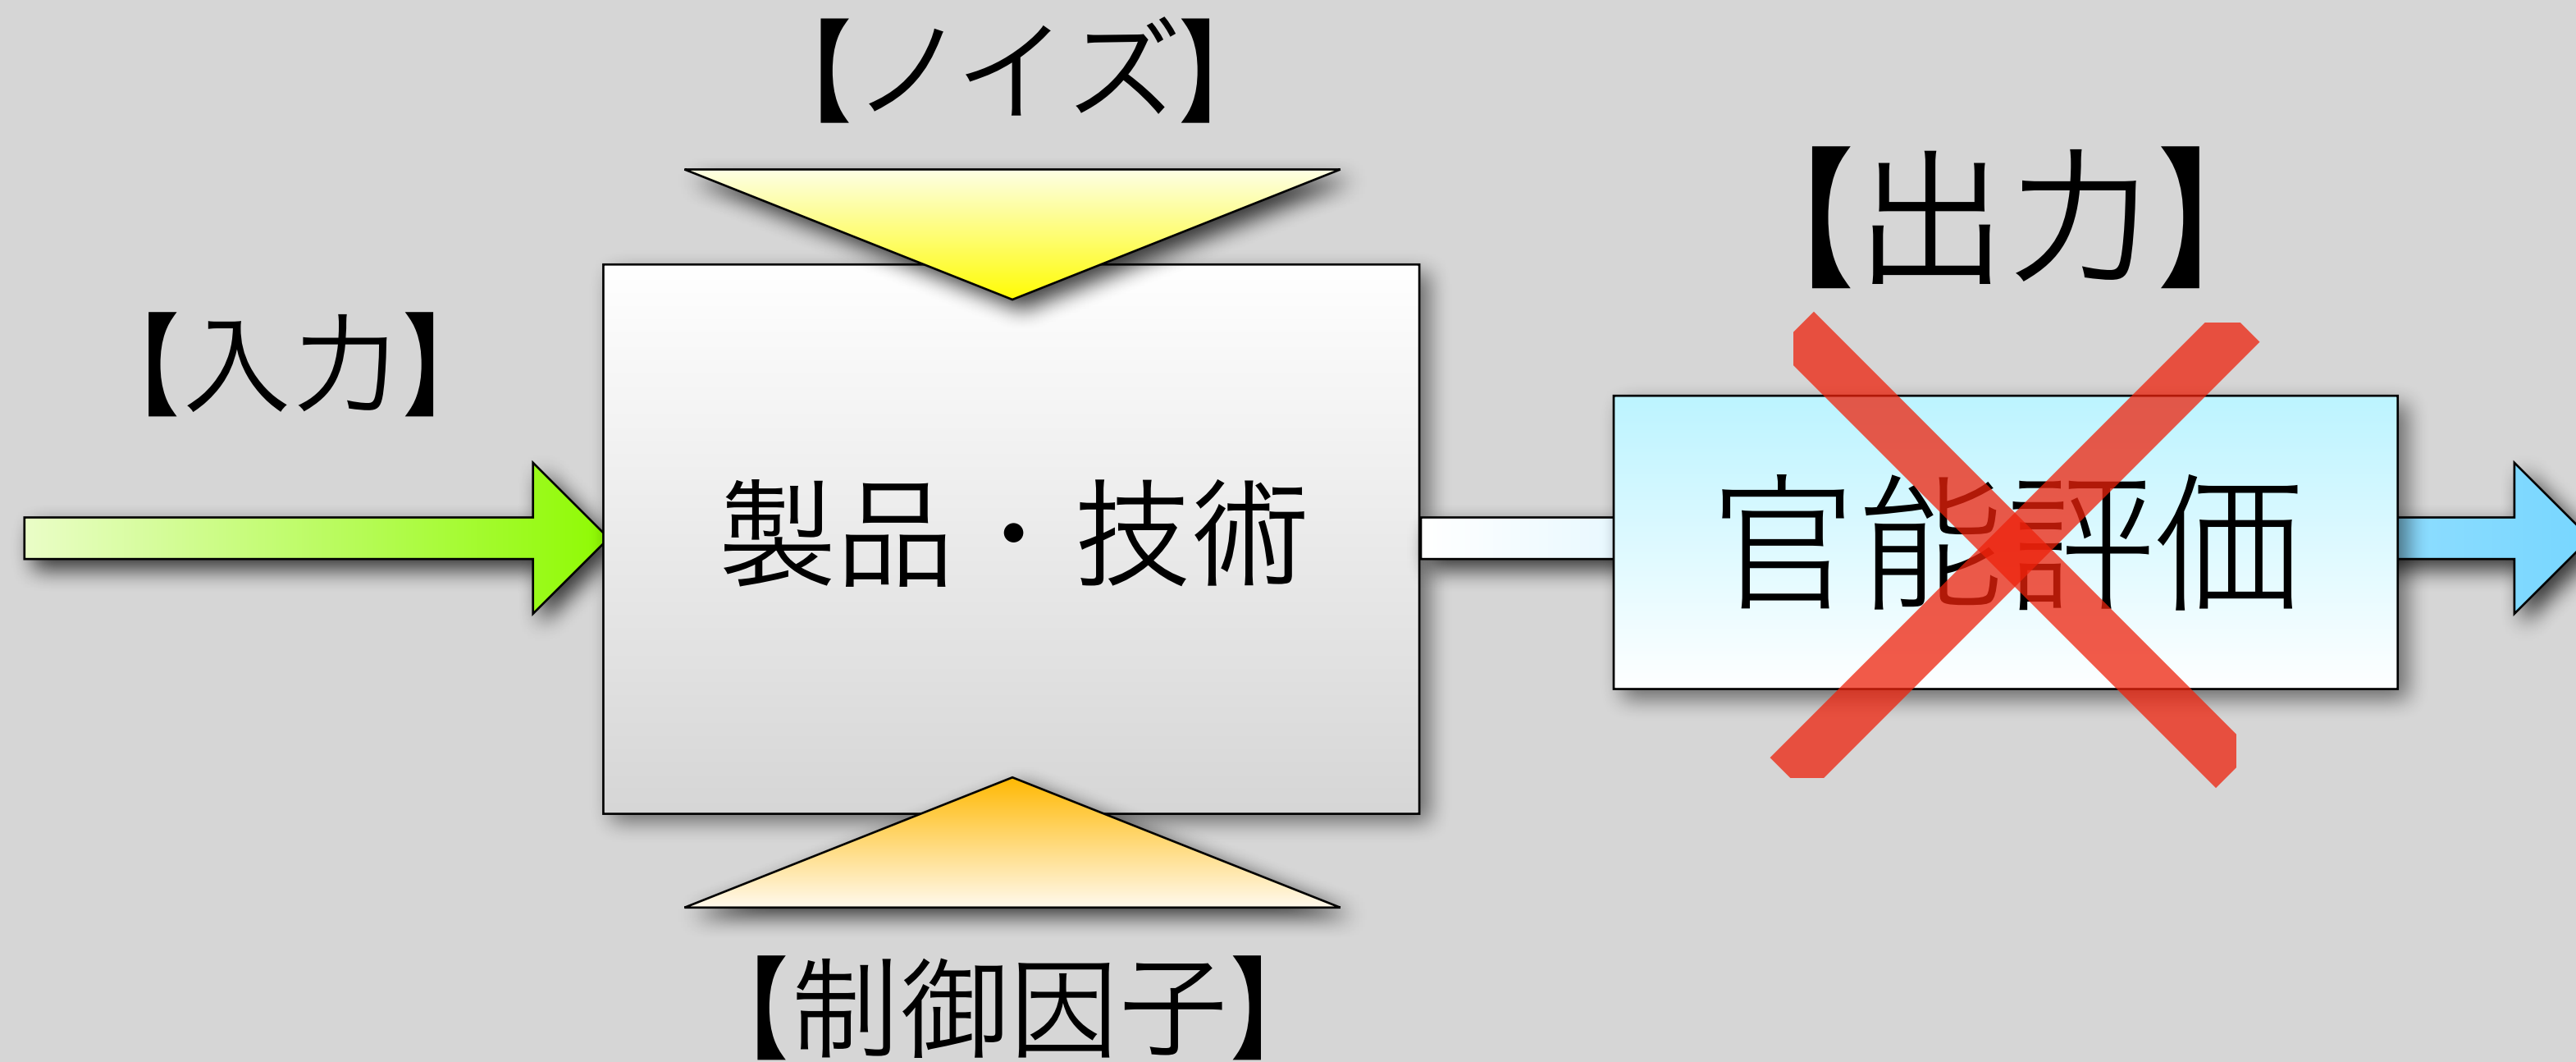 【ノイズ】
【出力】
【入力】
製品・技術
官能評価
【制御因子】